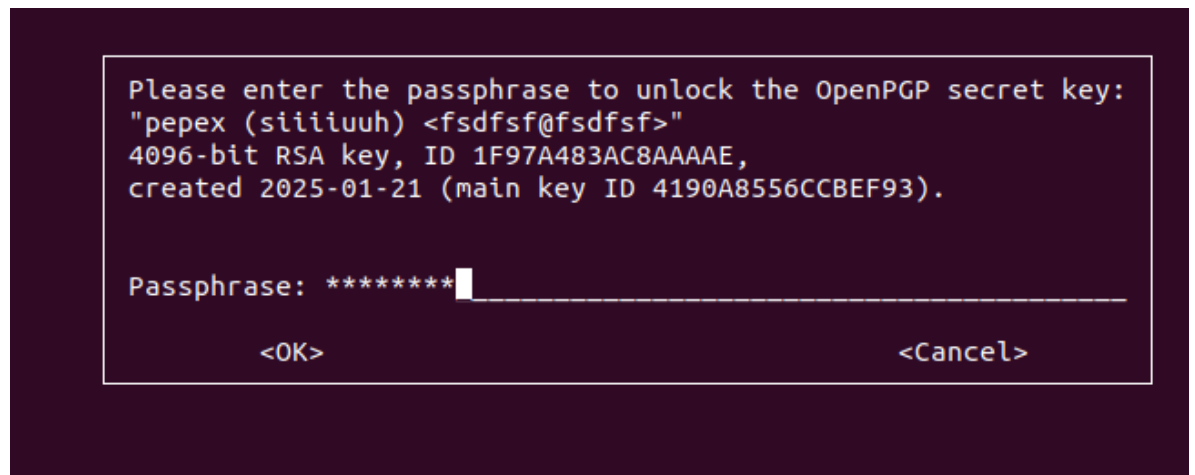 Please enter the passphrase to unlock the OpenPGP secret key:
"pepex (siiiiuuh) <fsdfsf@fsdfsf>"
4096-bit RSA key, ID 1F97A483AC8AAAAE,
created 2025-01-21 (main key ID 4190A8556CCBEF93).
Passphrase: ********_______________________________________
<OK> <Cancel>